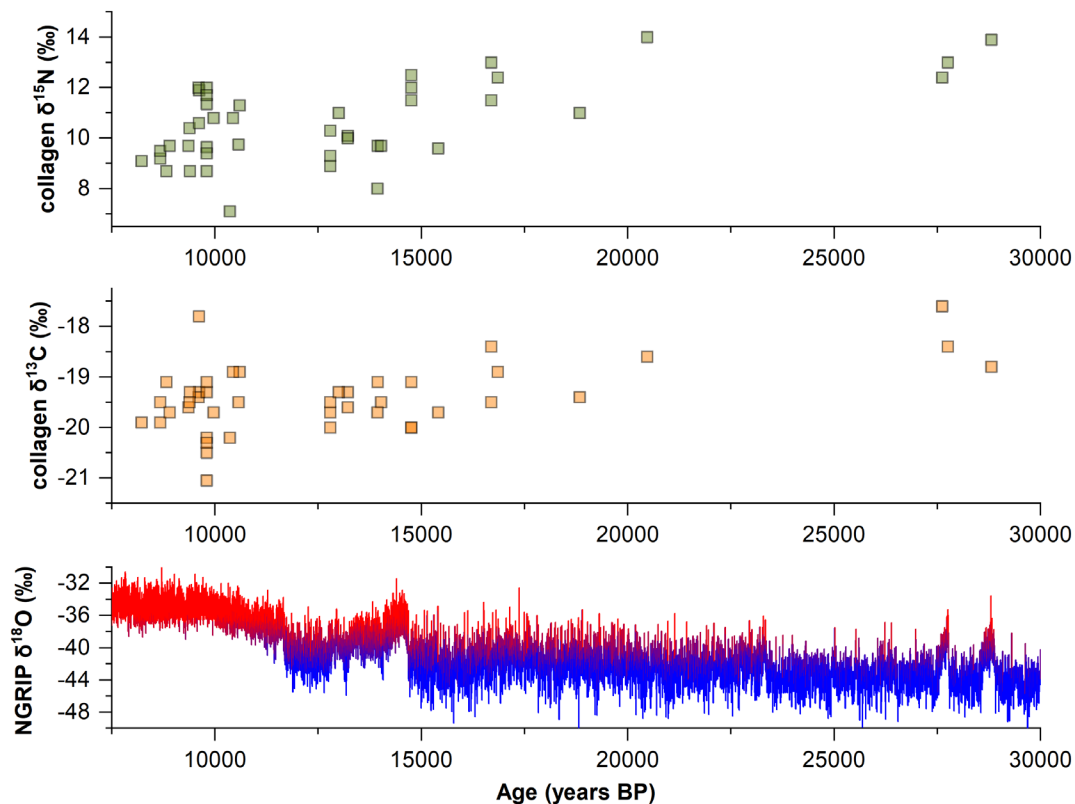 collagen δ¹⁵N (‰)
14
12
10
8
10000 15000 20000 25000 30000
collagen δ¹³C (‰)
-18
-19
-20
-21
10000 15000 20000 25000 30000
NGRIP δ¹⁸O (‰)
-32
-36
-40
-44
-48
10000 15000 20000 25000 30000
Age (years BP)